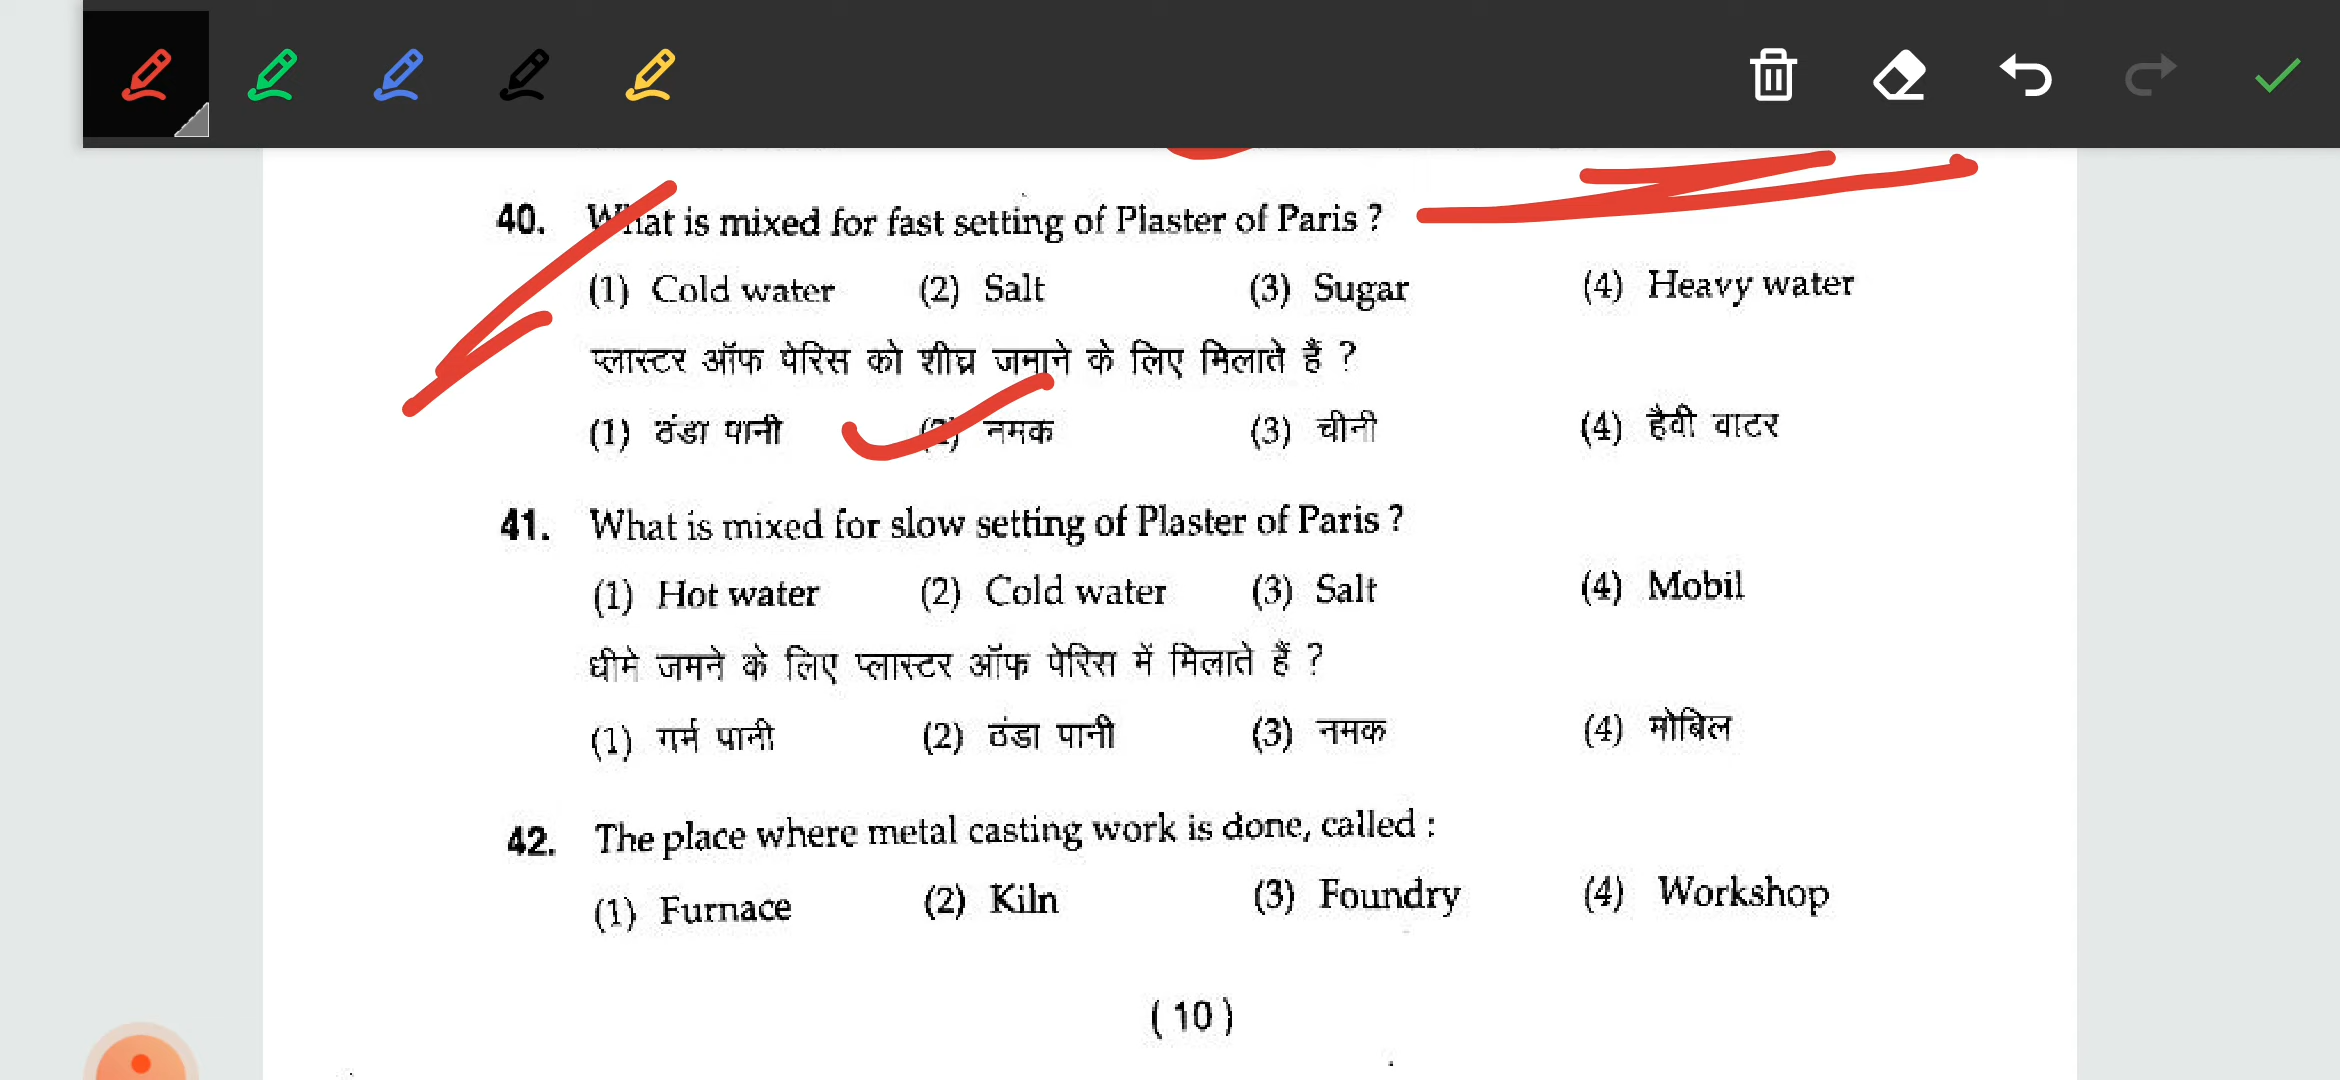 40. What is mixed for fast setting of Plaster of Paris ?
(1) Cold water (2) Salt (3) Sugar (4) Heavy water
प्लास्टर ऑफ पेरिस को शीघ्र जमाने के लिए मिलाते हैं ?
(1) ठंडा पानी (2) नमक (3) चीनी (4) हैवी वाटर
41. What is mixed for slow setting of Plaster of Paris ?
(1) Hot water (2) Cold water (3) Salt (4) Mobil
धीमे जमने के लिए प्लास्टर ऑफ पेरिस में मिलाते हैं ?
(1) गर्म पानी (2) ठंडा पानी (3) नमक (4) मोबिल
42. The place where metal casting work is done, called :
(1) Furnace (2) Kiln (3) Foundry (4) Workshop
( 10 )